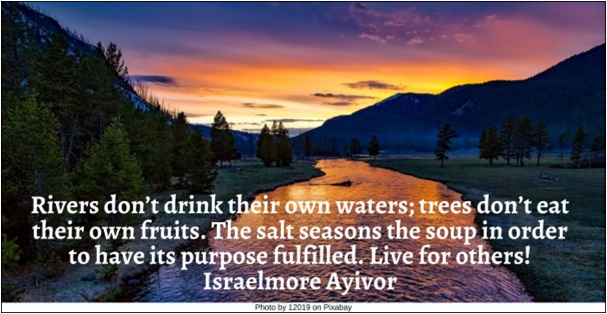 Rivers don’t drink their own waters; trees don’t eat
their own fruits. The salt seasons the soup in order
to have its purpose fulfilled. Live for others!
Israelmore Ayivor
Photo by 12019 on Pixabay